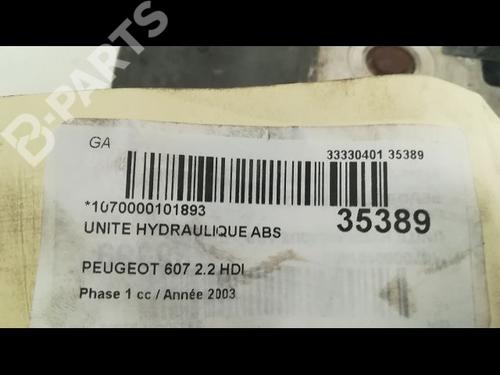 B-PARTS
GA
33330401 35389
*1070000101893
35389
UNITE HYDRAULIQUE ABS
PEUGEOT 607 2.2 HDI
Phase 1 cc / Année 2003